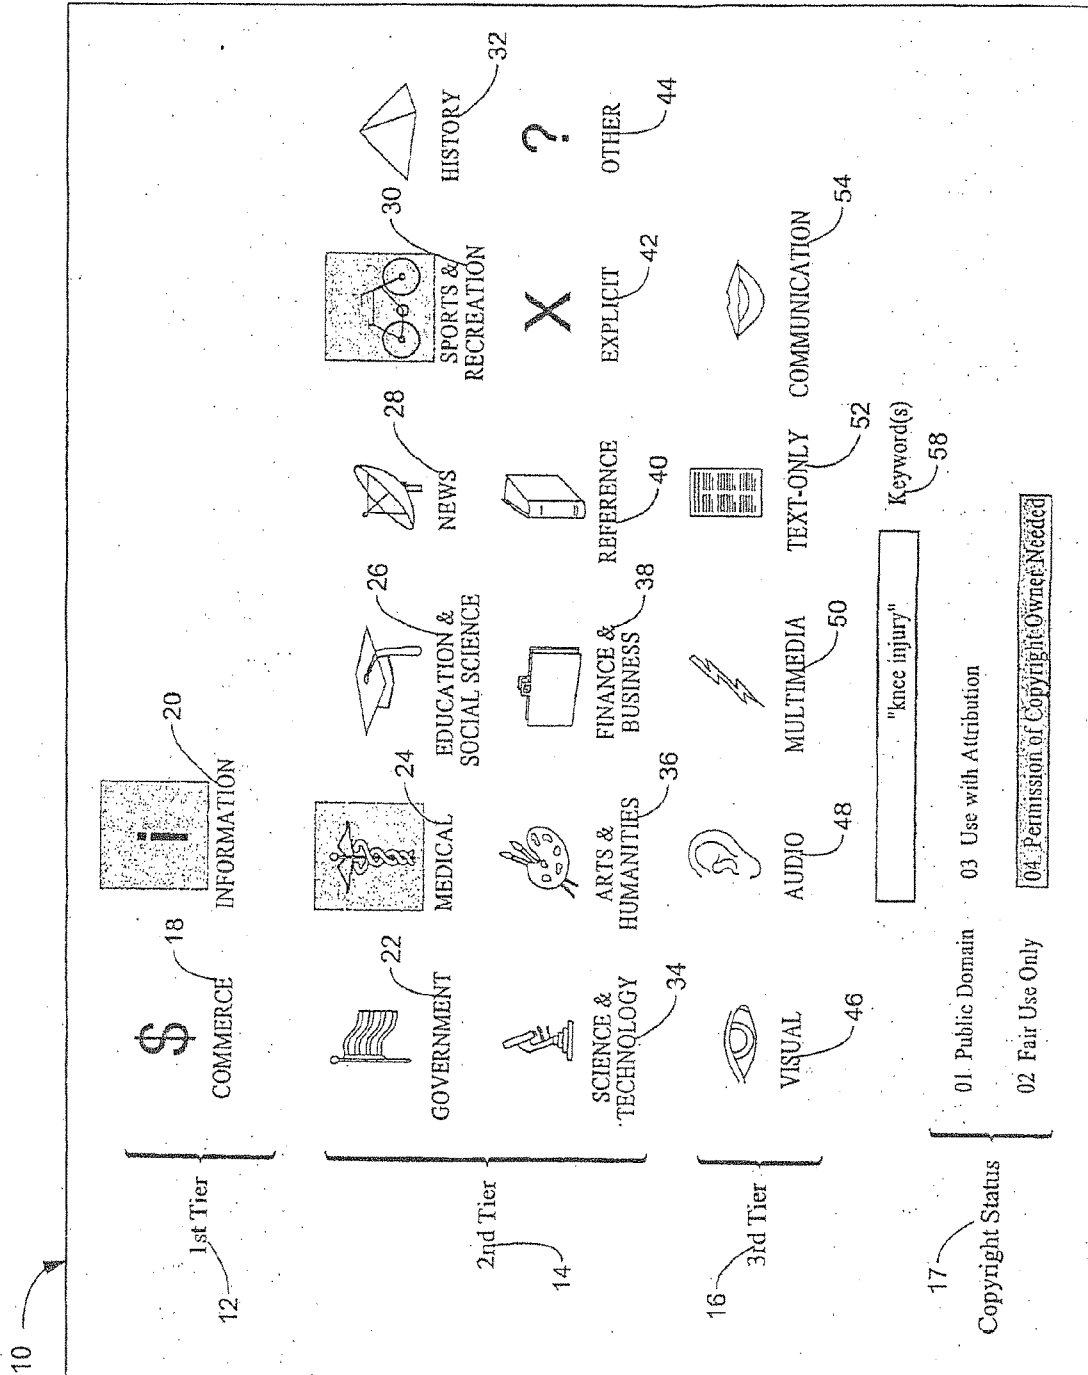 10
1st Tier
12
$
COMMERCE
18
i
INFORMATION
20
2nd Tier
14
GOVERNMENT
22
MEDICAL
24
EDUCATION &
SOCIAL SCIENCE
26
NEWS
28
SPORTS &
RECREATION
30
HISTORY
32
SCIENCE &
TECHNOLOGY
34
ARTS &
HUMANITIES
36
FINANCE &
BUSINESS
38
REFERENCE
40
X
EXPLICIT
42
?
OTHER
44
3rd Tier
16
VISUAL
46
AUDIO
48
MULTIMEDIA
50
TEXT-ONLY
52
COMMUNICATION
54
"knee injury"
Keyword(s)
58
17
Copyright Status
01 Public Domain
03 Use with Attribution
02 Fair Use Only
04 Permission of Copyright Owner Needed